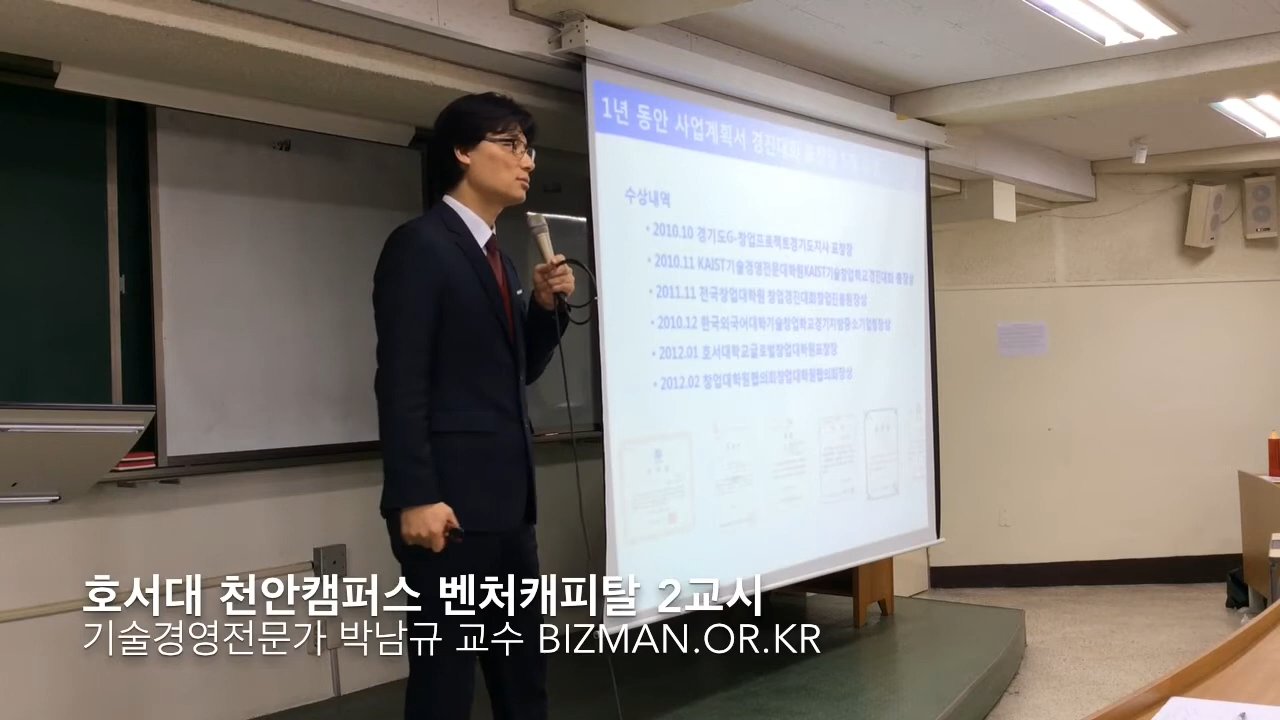 1년 동안 사업계획서 경진대회
수상내역
• 2010.10 경기도G-창업프로젝트경기도지사 표창장
• 2010.11 KAIST기술경영전문대학원KAIST기술창업학교경진대회 동장상
• 2011.11 전국창업대학원 창업경진대회창업진흥원장상
• 2010.12 한국외국어대학기술창업학교경기지방중소기업청장상
• 2012.01 호서대학교글로벌창업대학원표창장
• 2012.02 창업대학원협의회창업대학원협의회장상
호서대 천안캠퍼스 벤처캐피탈 2교시
기술경영전문가 박남규 교수 BIZMAN.OR.KR